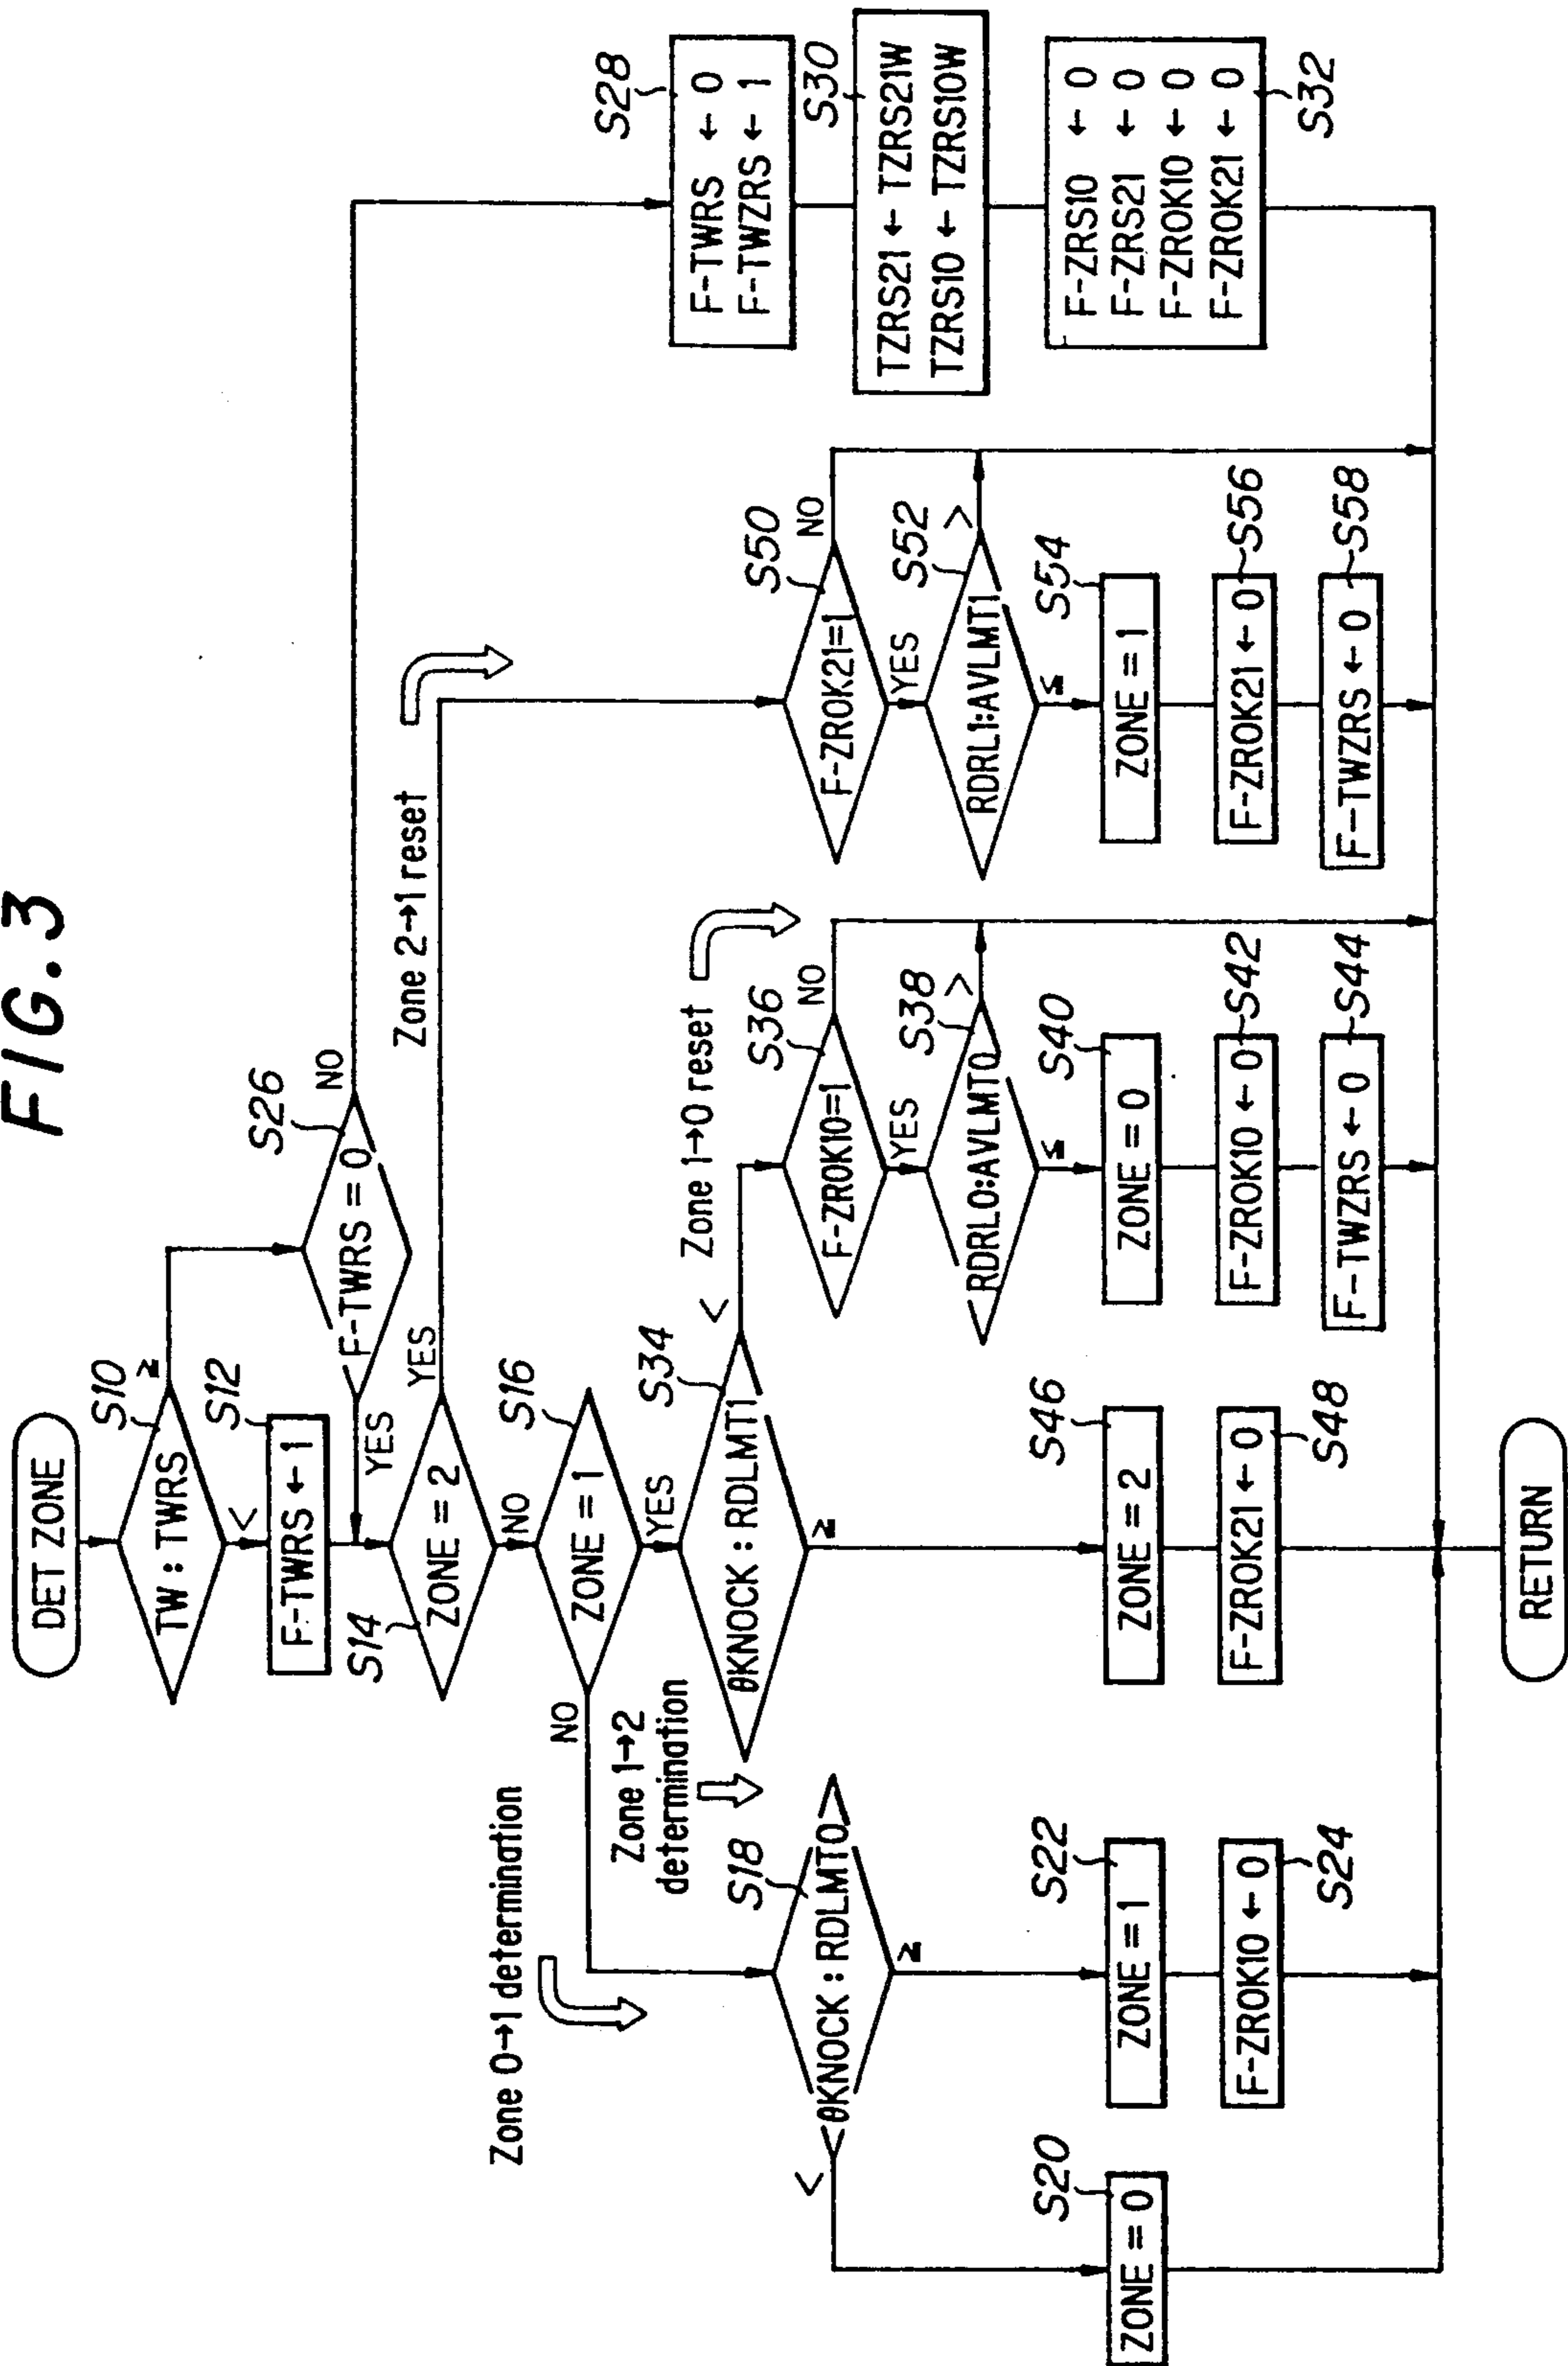 FIG.3
DET ZONE
S10
TW : TWRS
≥
<
S12
F-TWRS ← 1
S26
F-TWRS = 0
NO
YES
S14
ZONE = 2
YES
NO
S16
ZONE = 1
NO
YES
Zone 0→1 determination
Zone 1→2
determination
Zone 1→0 reset
Zone 2→1 reset
S18
θKNOCK : RDLMT0
<
≥
S20
ZONE = 0
S22
ZONE = 1
S24
F-ZROK10 ← 0
S34
θKNOCK : RDLMT1
<
≥
S46
ZONE = 2
S48
F-ZROK21 ← 0
S36
F-ZROK10=1
NO
YES
S38
RDRL0:AVLMT0
>
≤
S40
ZONE = 0
S42
F-ZROK10 ← 0
S44
F-TWZRS ← 0
S50
F-ZROK21=1
NO
YES
S52
RDRL1:AVLMT1
>
≤
S54
ZONE = 1
S56
F-ZROK21 ← 0
S58
F-TWZRS ← 0
S28
F-TWRS ← 0
F-TWZRS ← 1
S30
TZRS21 ← TZRS21W
TZRS10 ← TZRS10W
F-ZRS10 ← 0
F-ZRS21 ← 0
F-ZROK10 ← 0
F-ZROK21 ← 0
S32
RETURN